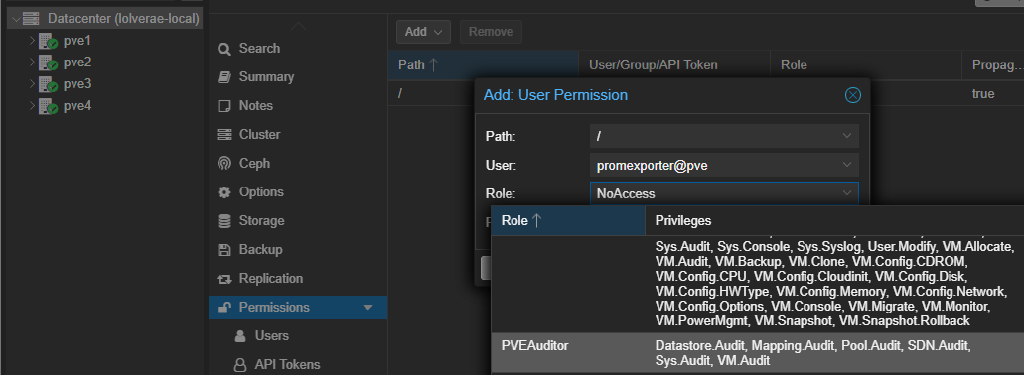 Datacenter (lolverae-local)
pve1
pve2
pve3
pve4
Search
Summary
Notes
Cluster
Ceph
Options
Storage
Backup
Replication
Permissions
Users
API Tokens
Add
Remove
Path
User/Group/API Token
Role
Propag...
/
true
Add: User Permission
Path:
/
User:
promexporter@pve
Role:
NoAccess
Role
Privileges
Sys.Audit, Sys.Console, Sys.Syslog, User.Modify, VM.Allocate,
VM.Audit, VM.Backup, VM.Clone, VM.Config.CDROM,
VM.Config.CPU, VM.Config.Cloudinit, VM.Config.Disk,
VM.Config.HWType, VM.Config.Memory, VM.Config.Network,
VM.Config.Options, VM.Console, VM.Migrate, VM.Monitor,
VM.PowerMgmt, VM.Snapshot, VM.Snapshot.Rollback
PVEAuditor
Datastore.Audit, Mapping.Audit, Pool.Audit, SDN.Audit,
Sys.Audit, VM.Audit